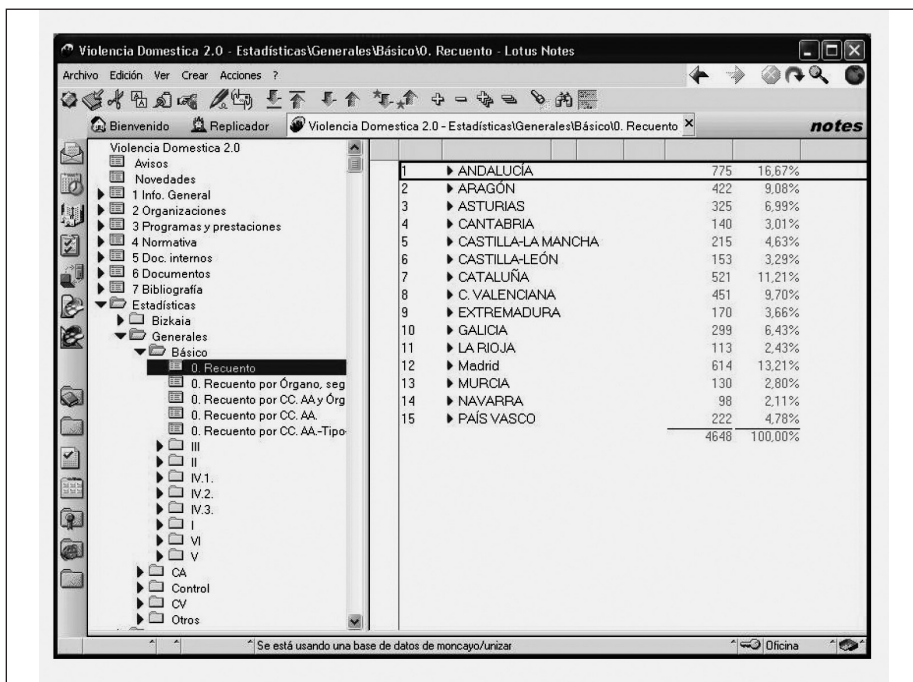 Violencia Domestica 2.0 - Estadísticas\Generales\Básico\0. Recuento - Lotus Notes
Archivo Edición Ver Crear Acciones ?
Bienvenido Replicador Violencia Domestica 2.0 - Estadísticas\Generales\Básico\0. Recuento notes
Violencia Domestica 2.0
Avisos
Novedades
1 Info. General
2 Organizaciones
3 Programas y prestaciones
4 Normativa
5 Doc. internos
6 Documentos
7 Bibliografía
Estadísticas
Bizkaia
Generales
Básico
0. Recuento
0. Recuento por Órgano, seg
0. Recuento por CC. AA y Órg
0. Recuento por CC. AA.
0. Recuento por CC. AA.-Tipo-
III
II
IV.1.
IV.2.
IV.3.
I
VI
V
CA
Control
CV
Otros
1 ANDALUCÍA 775 16,67%
2 ARAGÓN 422 9,08%
3 ASTURIAS 325 6,99%
4 CANTABRIA 140 3,01%
5 CASTILLA-LA MANCHA 215 4,63%
6 CASTILLA-LEÓN 153 3,29%
7 CATALUÑA 521 11,21%
8 C. VALENCIANA 451 9,70%
9 EXTREMADURA 170 3,66%
10 GALICIA 299 6,43%
11 LA RIOJA 113 2,43%
12 Madrid 614 13,21%
13 MURCIA 130 2,80%
14 NAVARRA 98 2,11%
15 PAÍS VASCO 222 4,78%
4648 100,00%
Se está usando una base de datos de moncayo/unizar Oficina